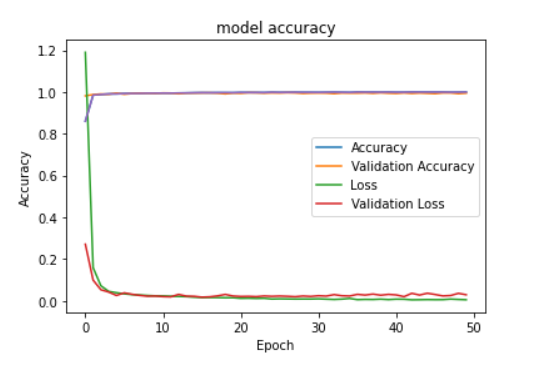 model accuracy
1.2
1.0
0.8
0.6
0.4
0.2
0.0
Accuracy
Accuracy
Validation Accuracy
Loss
Validation Loss
0 10 20 30 40 50
Epoch